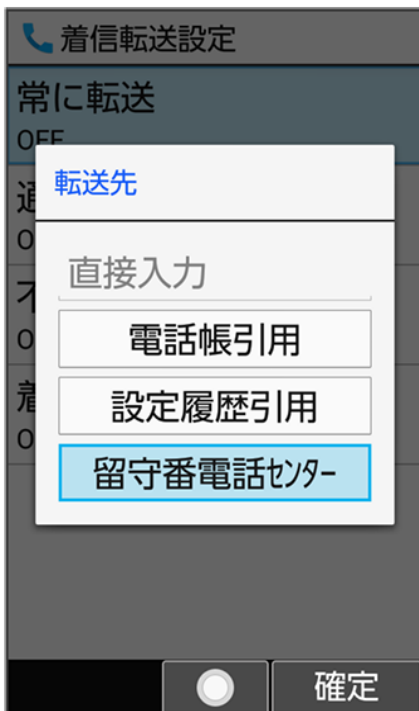 着信転送設定
常に転送
OFF
転送先
直接入力
電話帳引用
設定履歴引用
留守番電話ｾﾝﾀｰ
確定